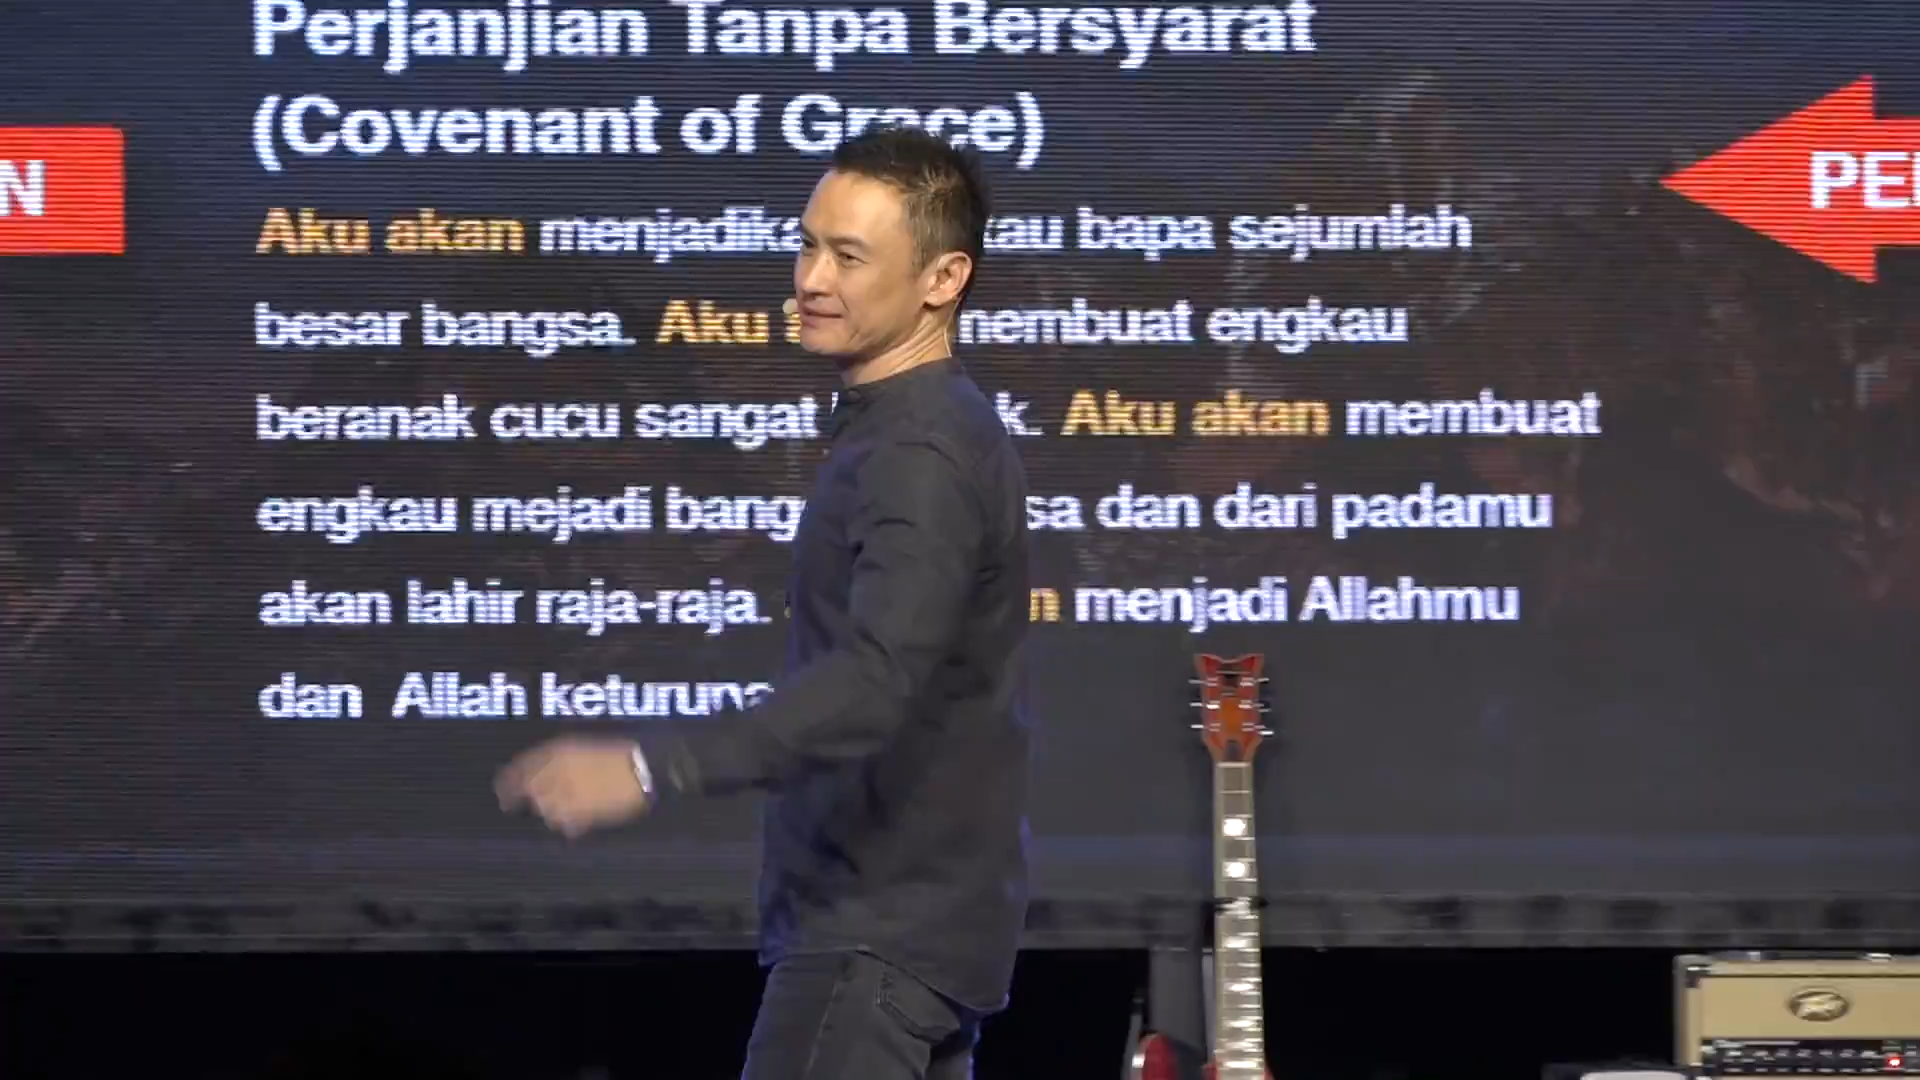 Perjanjian Tanpa Bersyarat
(Covenant of Grace)
N
PE
Aku akan menjadika kau bapa sejumlah
besar bangsa. Aku membuat engkau
beranak cucu sangat k. Aku akan membuat
engkau mejadi bang sa dan dari padamu
akan lahir raja-raja. n menjadi Allahmu
dan Allah keturuna